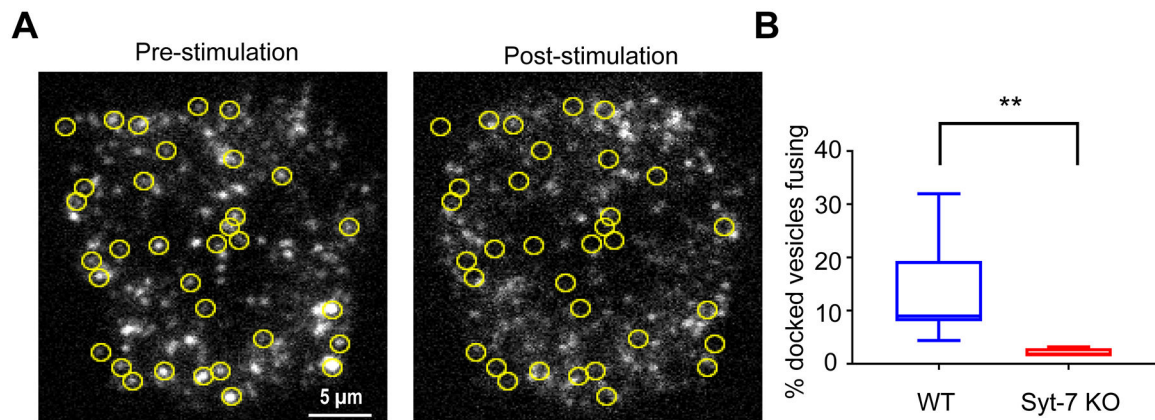 A
Pre-stimulation
Post-stimulation
5 µm
B
**
% docked vesicles fusing
40
30
20
10
0
WT
Syt-7 KO